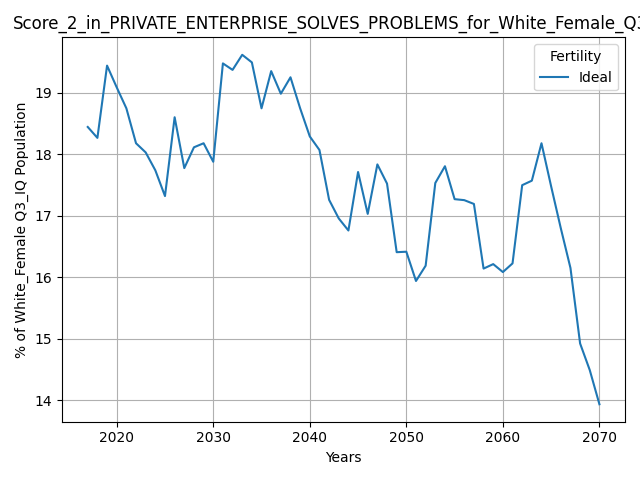 Score_2_in_PRIVATE_ENTERPRISE_SOLVES_PROBLEMS_for_White_Female_Q3
Fertility
Ideal
% of White_Female Q3_IQ Population
19
18
17
16
15
14
2020 2030 2040 2050 2060 2070
Years